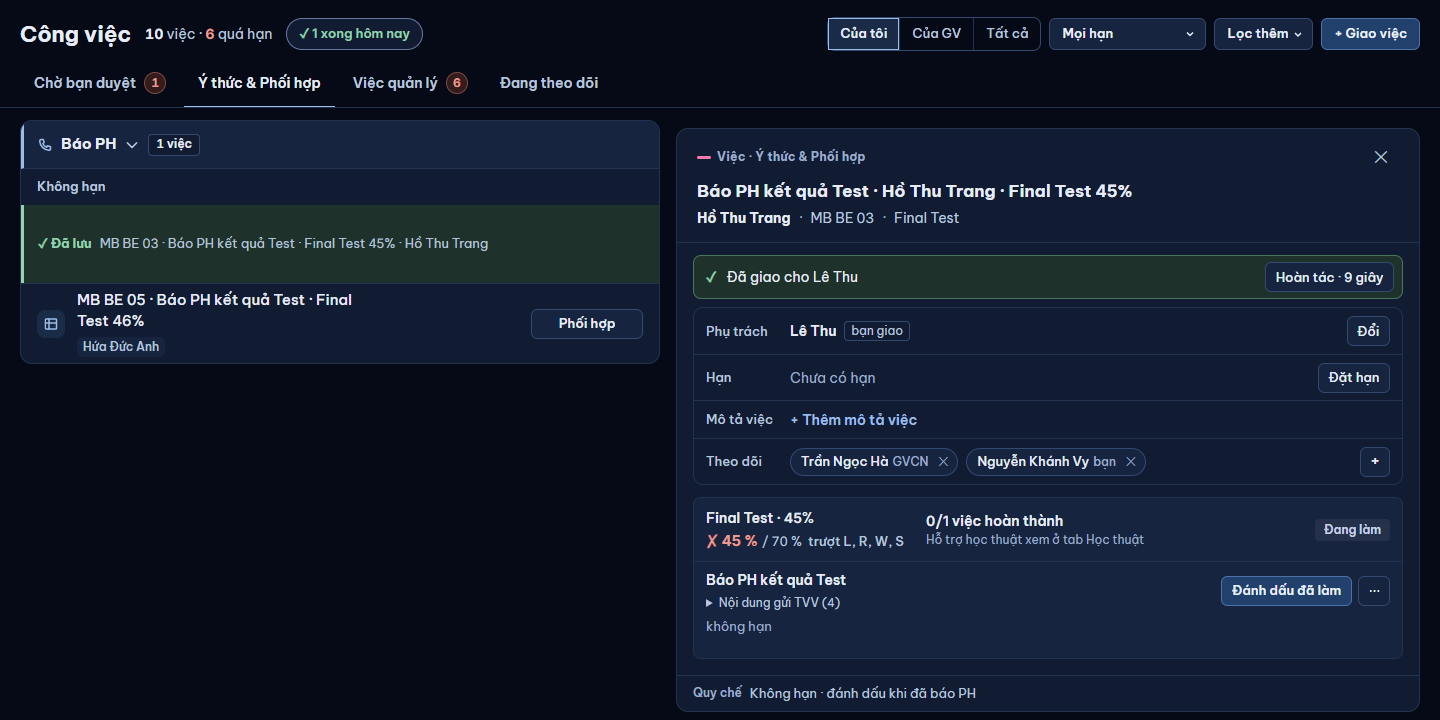 Công việc 10 việc · 6 quá hạn ✓ 1 xong hôm nay
Của tôi Của GV Tất cả Mọi hạn Lọc thêm + Giao việc
Chờ bạn duyệt 1 Ý thức & Phối hợp Việc quản lý 6 Đang theo dõi
Báo PH 1 việc
Không hạn
✓ Đã lưu MB BE 03 · Báo PH kết quả Test · Final Test 45% · Hồ Thu Trang
MB BE 05 · Báo PH kết quả Test · Final
Test 46%
Hứa Đức Anh
Phối hợp
Việc · Ý thức & Phối hợp
Báo PH kết quả Test · Hồ Thu Trang · Final Test 45%
Hồ Thu Trang · MB BE 03 · Final Test
✓ Đã giao cho Lê Thu Hoàn tác · 9 giây
Phụ trách Lê Thu bạn giao Đổi
Hạn Chưa có hạn Đặt hạn
Mô tả việc + Thêm mô tả việc
Theo dõi Trần Ngọc Hà GVCN Nguyễn Khánh Vy bạn +
Final Test · 45%
✗ 45 % / 70 % trượt L, R, W, S
0/1 việc hoàn thành
Hỗ trợ học thuật xem ở tab Học thuật
Đang làm
Báo PH kết quả Test
▶ Nội dung gửi TVV (4)
không hạn
Đánh dấu đã làm ···
Quy chế Không hạn · đánh dấu khi đã báo PH